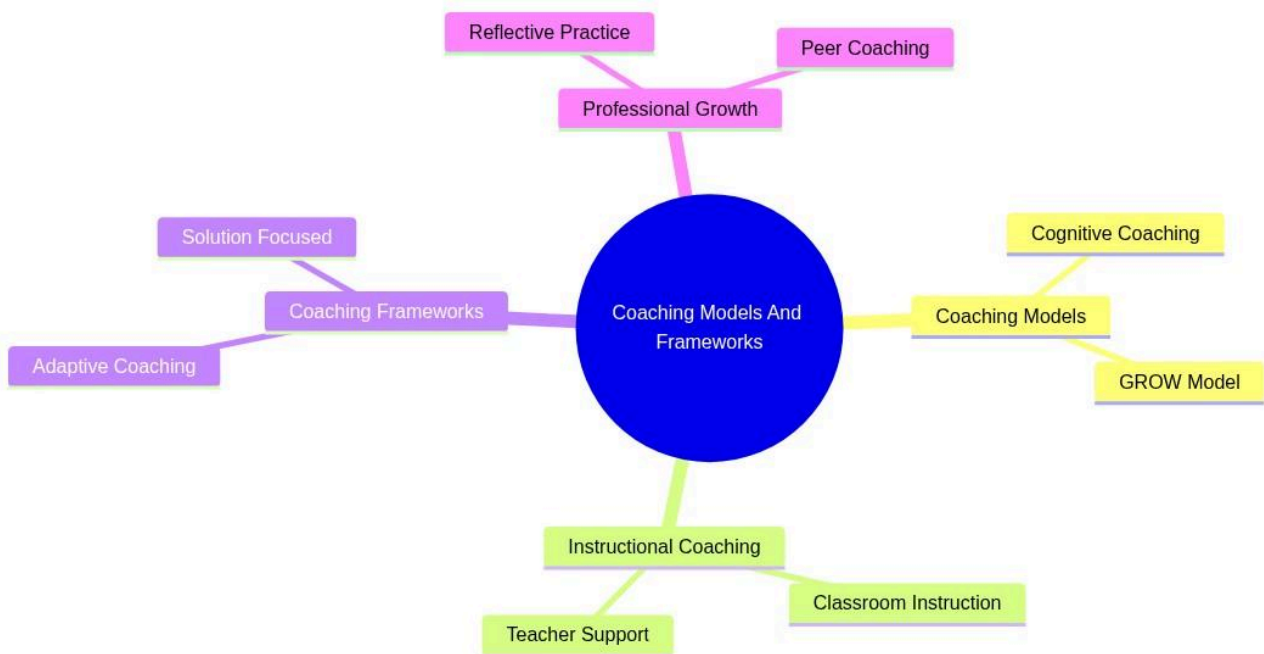 Reflective Practice
Peer Coaching
Professional Growth
Solution Focused
Coaching Frameworks
Adaptive Coaching
Coaching Models And
Frameworks
Cognitive Coaching
Coaching Models
GROW Model
Instructional Coaching
Classroom Instruction
Teacher Support